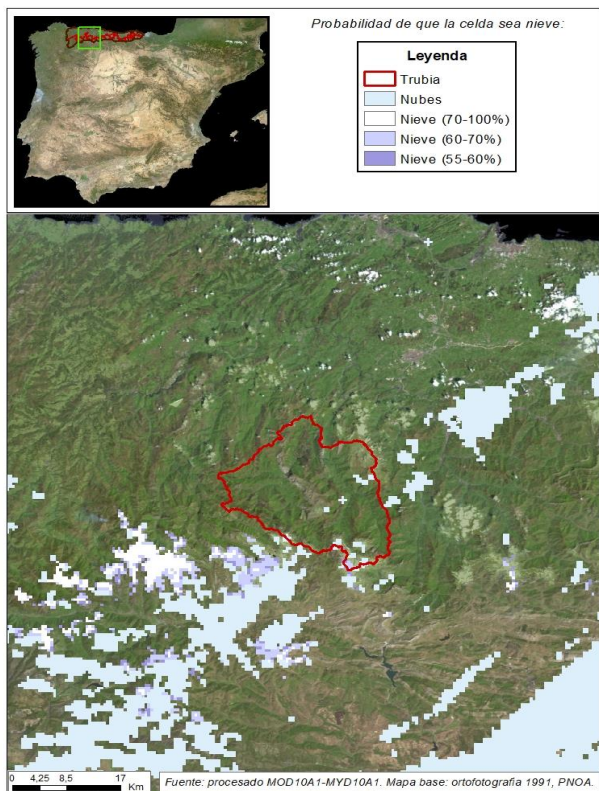 Probabilidad de que la celda sea nieve:
Leyenda
Trubia
Nubes
Nieve (70-100%)
Nieve (60-70%)
Nieve (55-60%)
0 4,25 8,5 17
Km
Fuente: procesado MOD10A1-MYD10A1. Mapa base: ortofotografia 1991, PNOA.